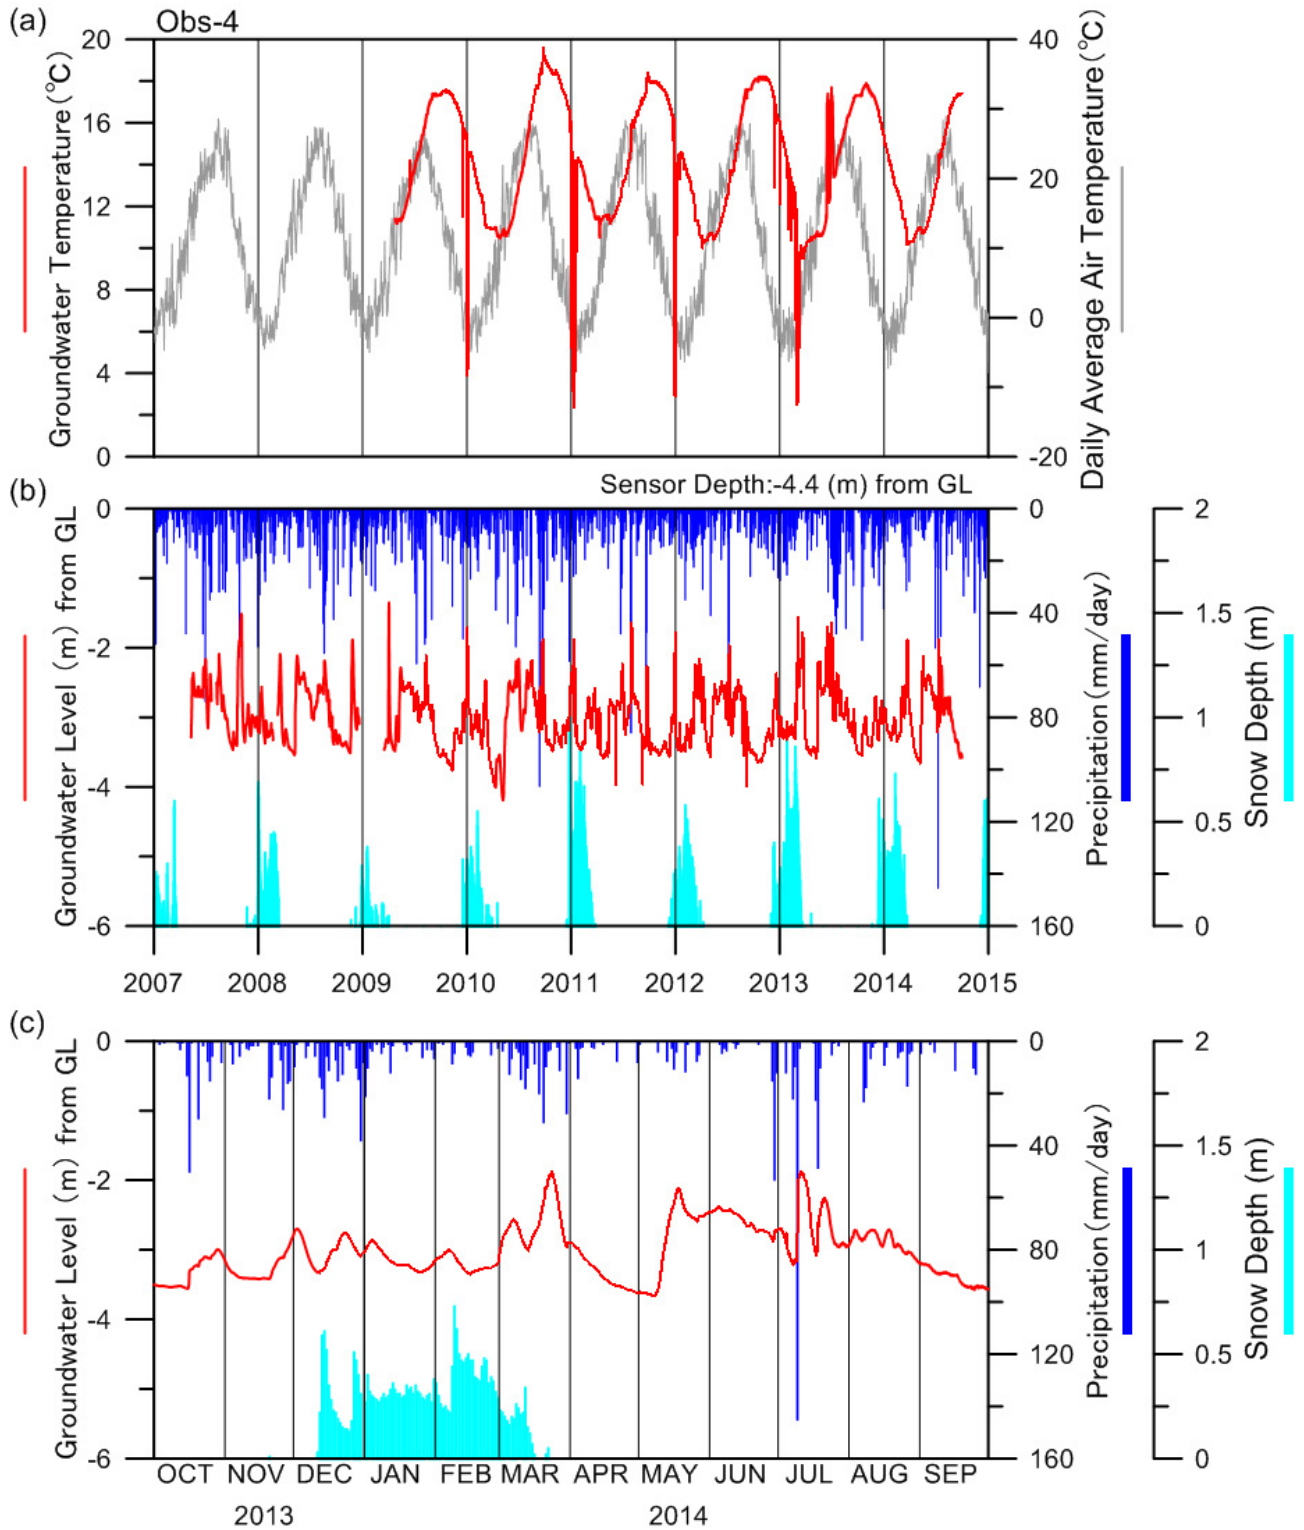 (a)
Obs-4
Groundwater Temperature (℃)
20
16
12
8
4
0
40
20
0
-20
Daily Average Air Temperature (℃)
(b)
Sensor Depth:-4.4 (m) from GL
Groundwater Level (m) from GL
0
-2
-4
-6
0
40
80
120
160
Precipitation (mm/day)
2
1.5
1
0.5
0
Snow Depth (m)
2007 2008 2009 2010 2011 2012 2013 2014 2015
(c)
Groundwater Level (m) from GL
0
-2
-4
-6
0
40
80
120
160
Precipitation (mm/day)
2
1.5
1
0.5
0
Snow Depth (m)
OCT NOV DEC JAN FEB MAR APR MAY JUN JUL AUG SEP
2013 2014